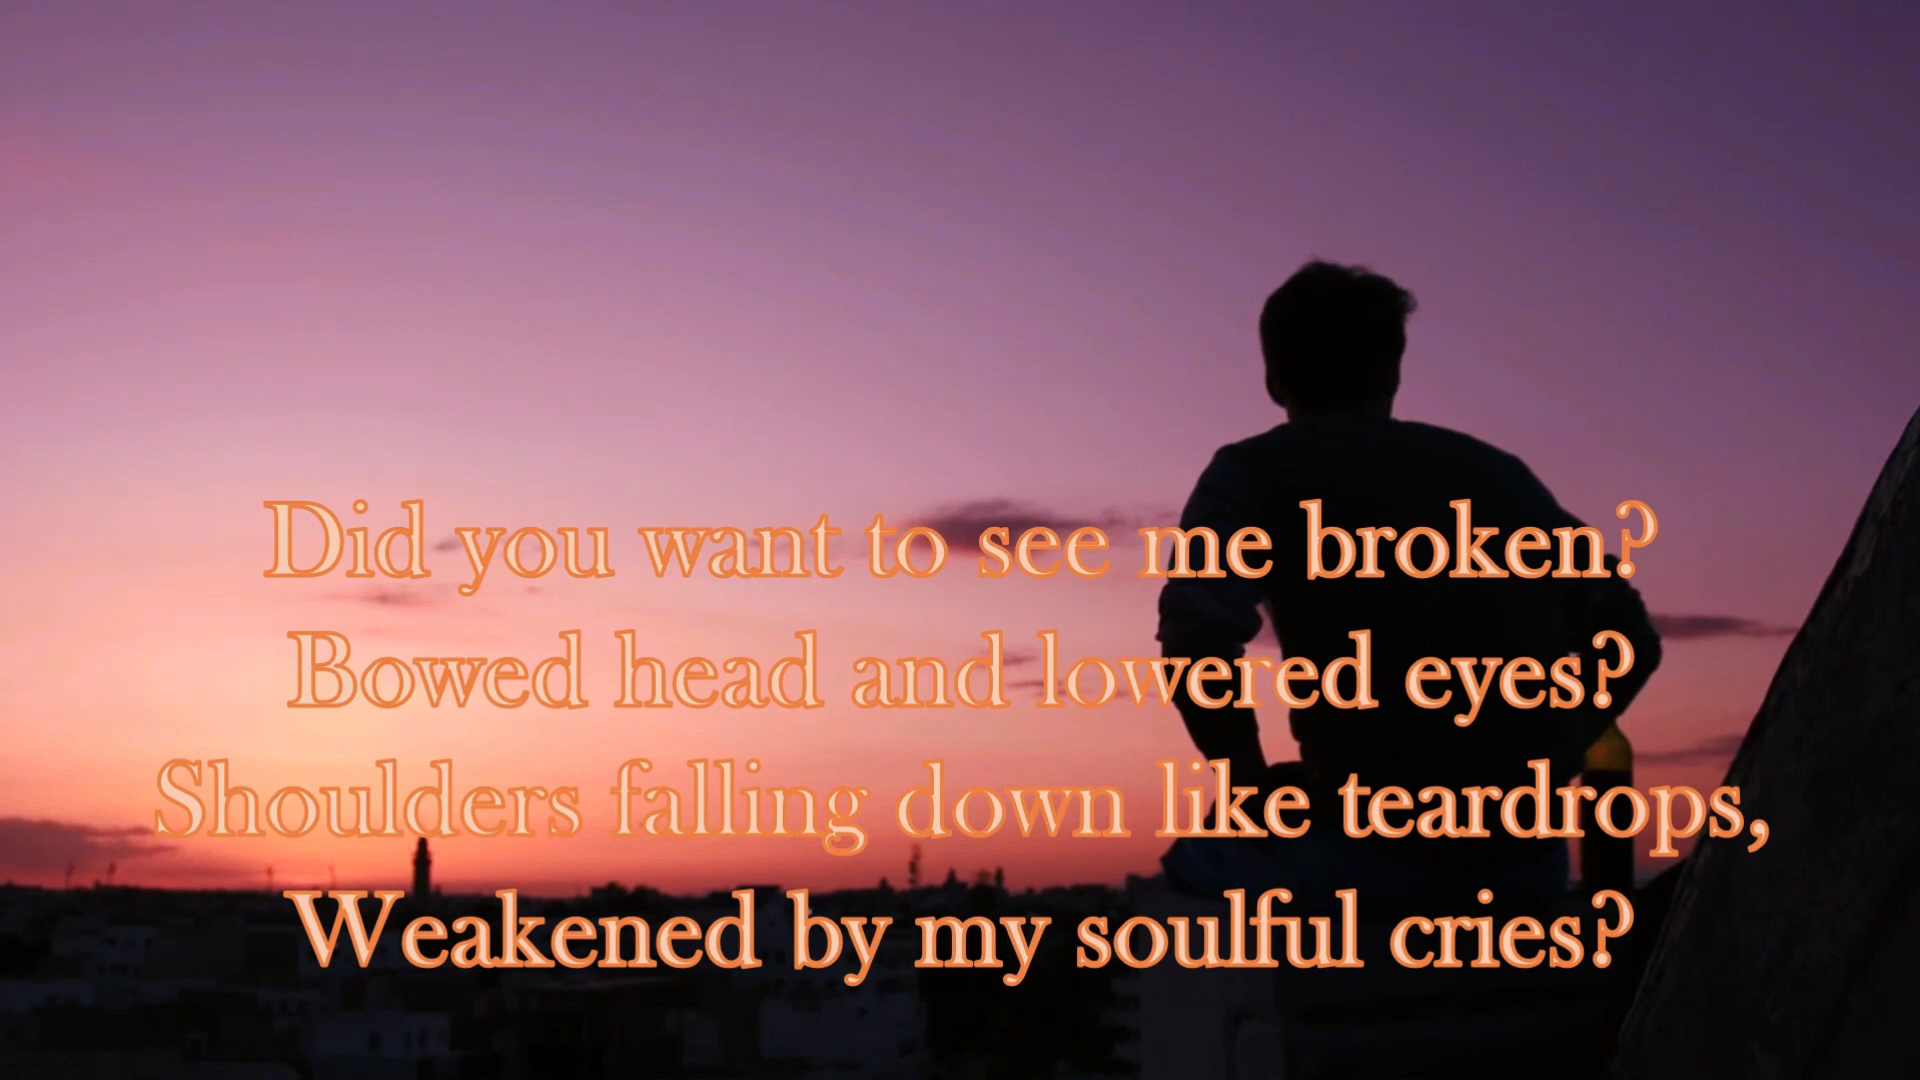 Did you want to see me broken?
Bowed head and lowered eyes?
Shoulders falling down like teardrops,
Weakened by my soulful cries?